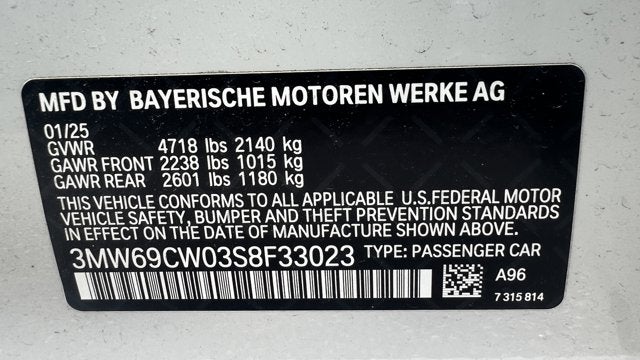 MFD BY BAYERISCHE MOTOREN WERKE AG
01/25
GVWR 4718 lbs 2140 kg
GAWR FRONT 2238 lbs 1015 kg
GAWR REAR 2601 lbs 1180 kg
THIS VEHICLE CONFORMS TO ALL APPLICABLE U.S.FEDERAL MOTOR
VEHICLE SAFETY, BUMPER AND THEFT PREVENTION STANDARDS
IN EFFECT ON THE DATE OF MANUFACTURE SHOWN ABOVE.
3MW69CW03S8F33023 TYPE: PASSENGER CAR
A96
7 315 814